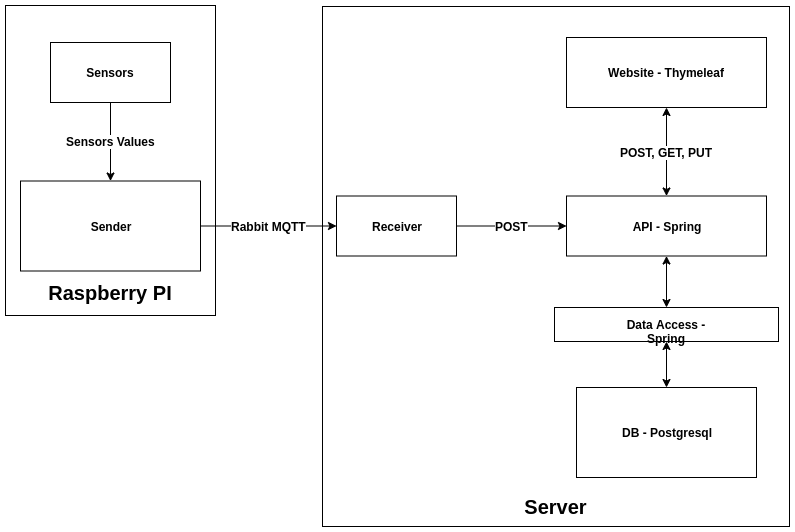 Sensors
Sensors Values
Sender
Raspberry PI
Rabbit MQTT
Receiver
POST
Website - Thymeleaf
POST, GET, PUT
API - Spring
Data Access -
Spring
DB - Postgresql
Server